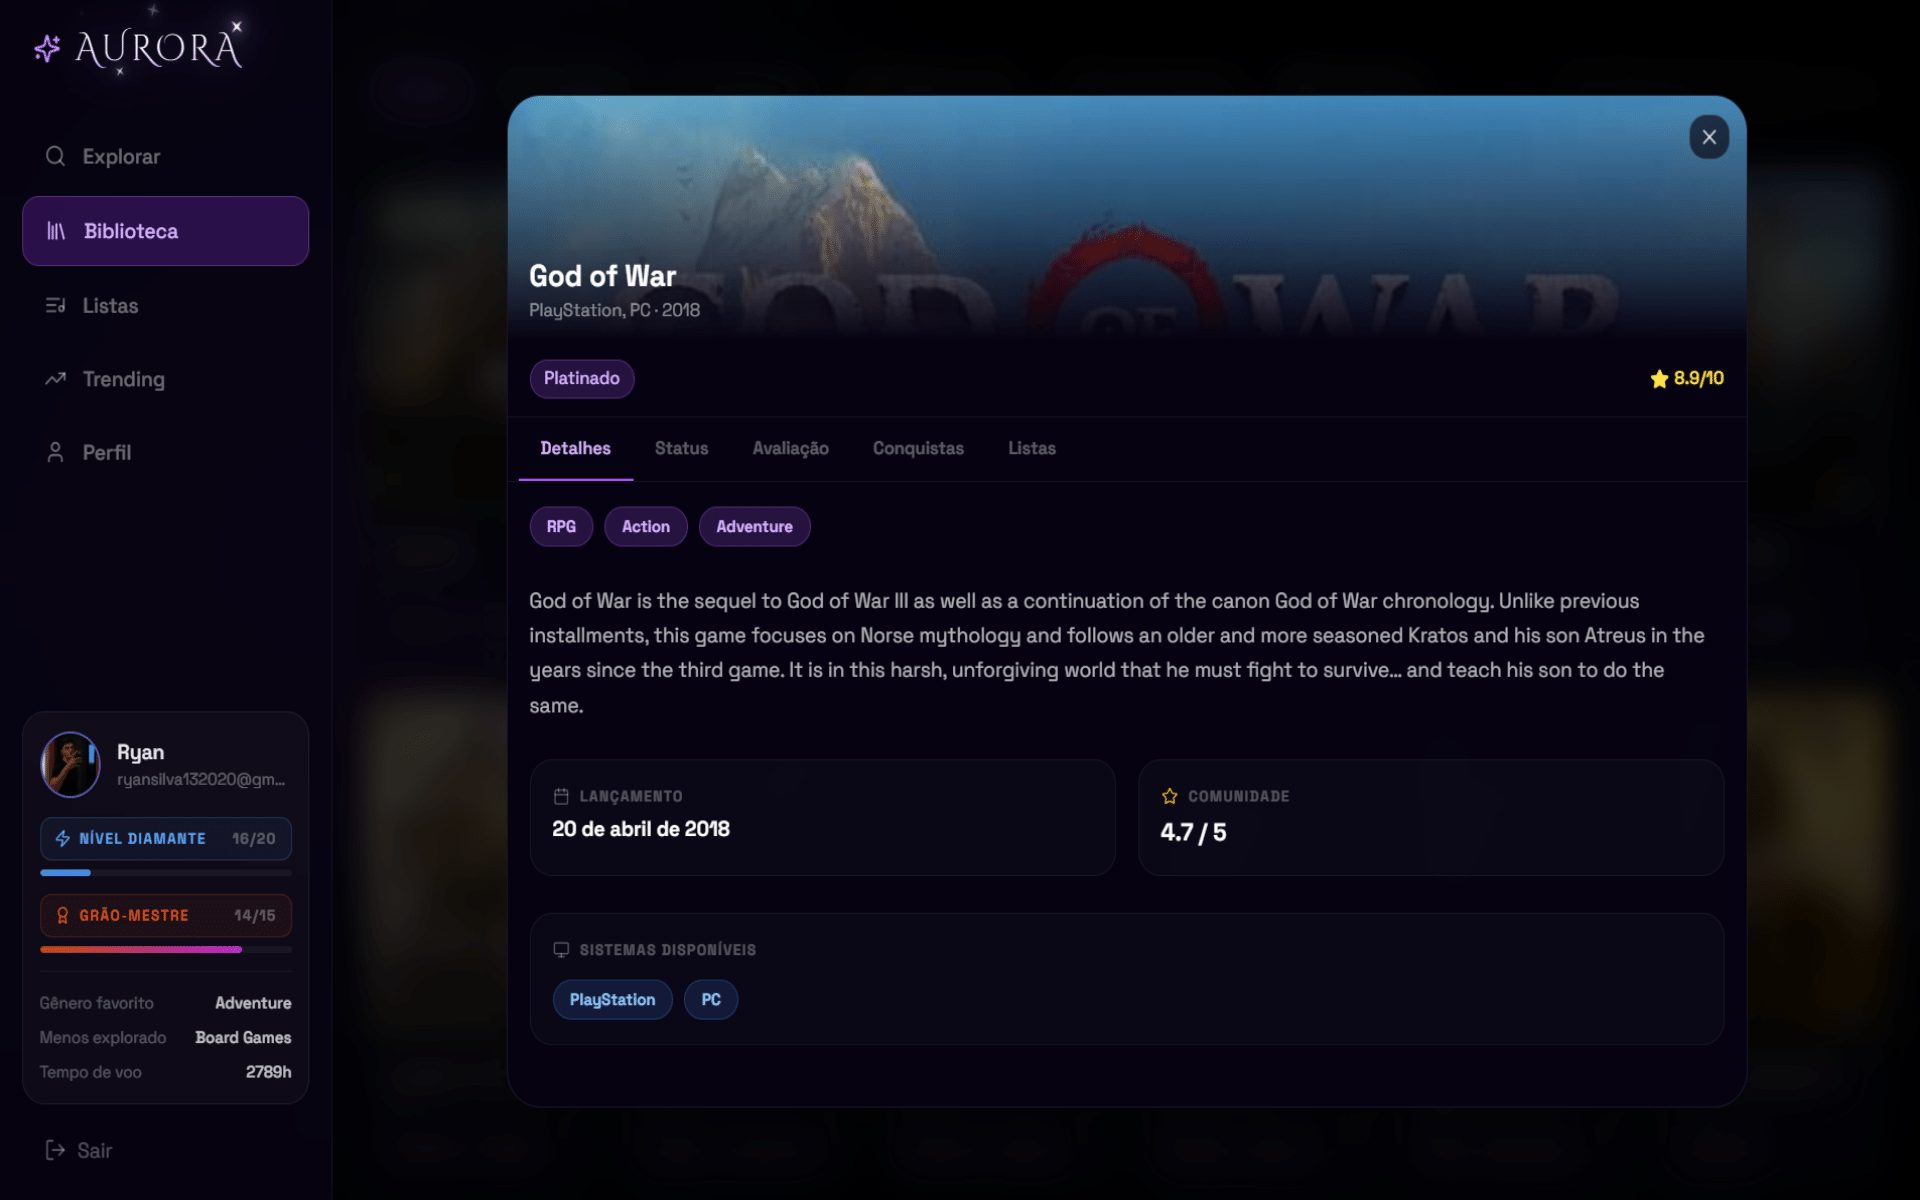 AURORA
Explorar
Biblioteca
Listas
Trending
Perfil
Ryan
ryansilva132020@gm...
NÍVEL DIAMANTE 16/20
GRÃO-MESTRE 14/15
Gênero favorito Adventure
Menos explorado Board Games
Tempo de voo 2789h
Sair
GOD OF WAR
God of War
PlayStation, PC · 2018
Platinado
8.9/10
Detalhes Status Avaliação Conquistas Listas
RPG Action Adventure
God of War is the sequel to God of War III as well as a continuation of the canon God of War chronology. Unlike previous
installments, this game focuses on Norse mythology and follows an older and more seasoned Kratos and his son Atreus in the
years since the third game. It is in this harsh, unforgiving world that he must fight to survive… and teach his son to do the
same.
LANÇAMENTO
20 de abril de 2018
COMUNIDADE
4.7 / 5
SISTEMAS DISPONÍVEIS
PlayStation PC